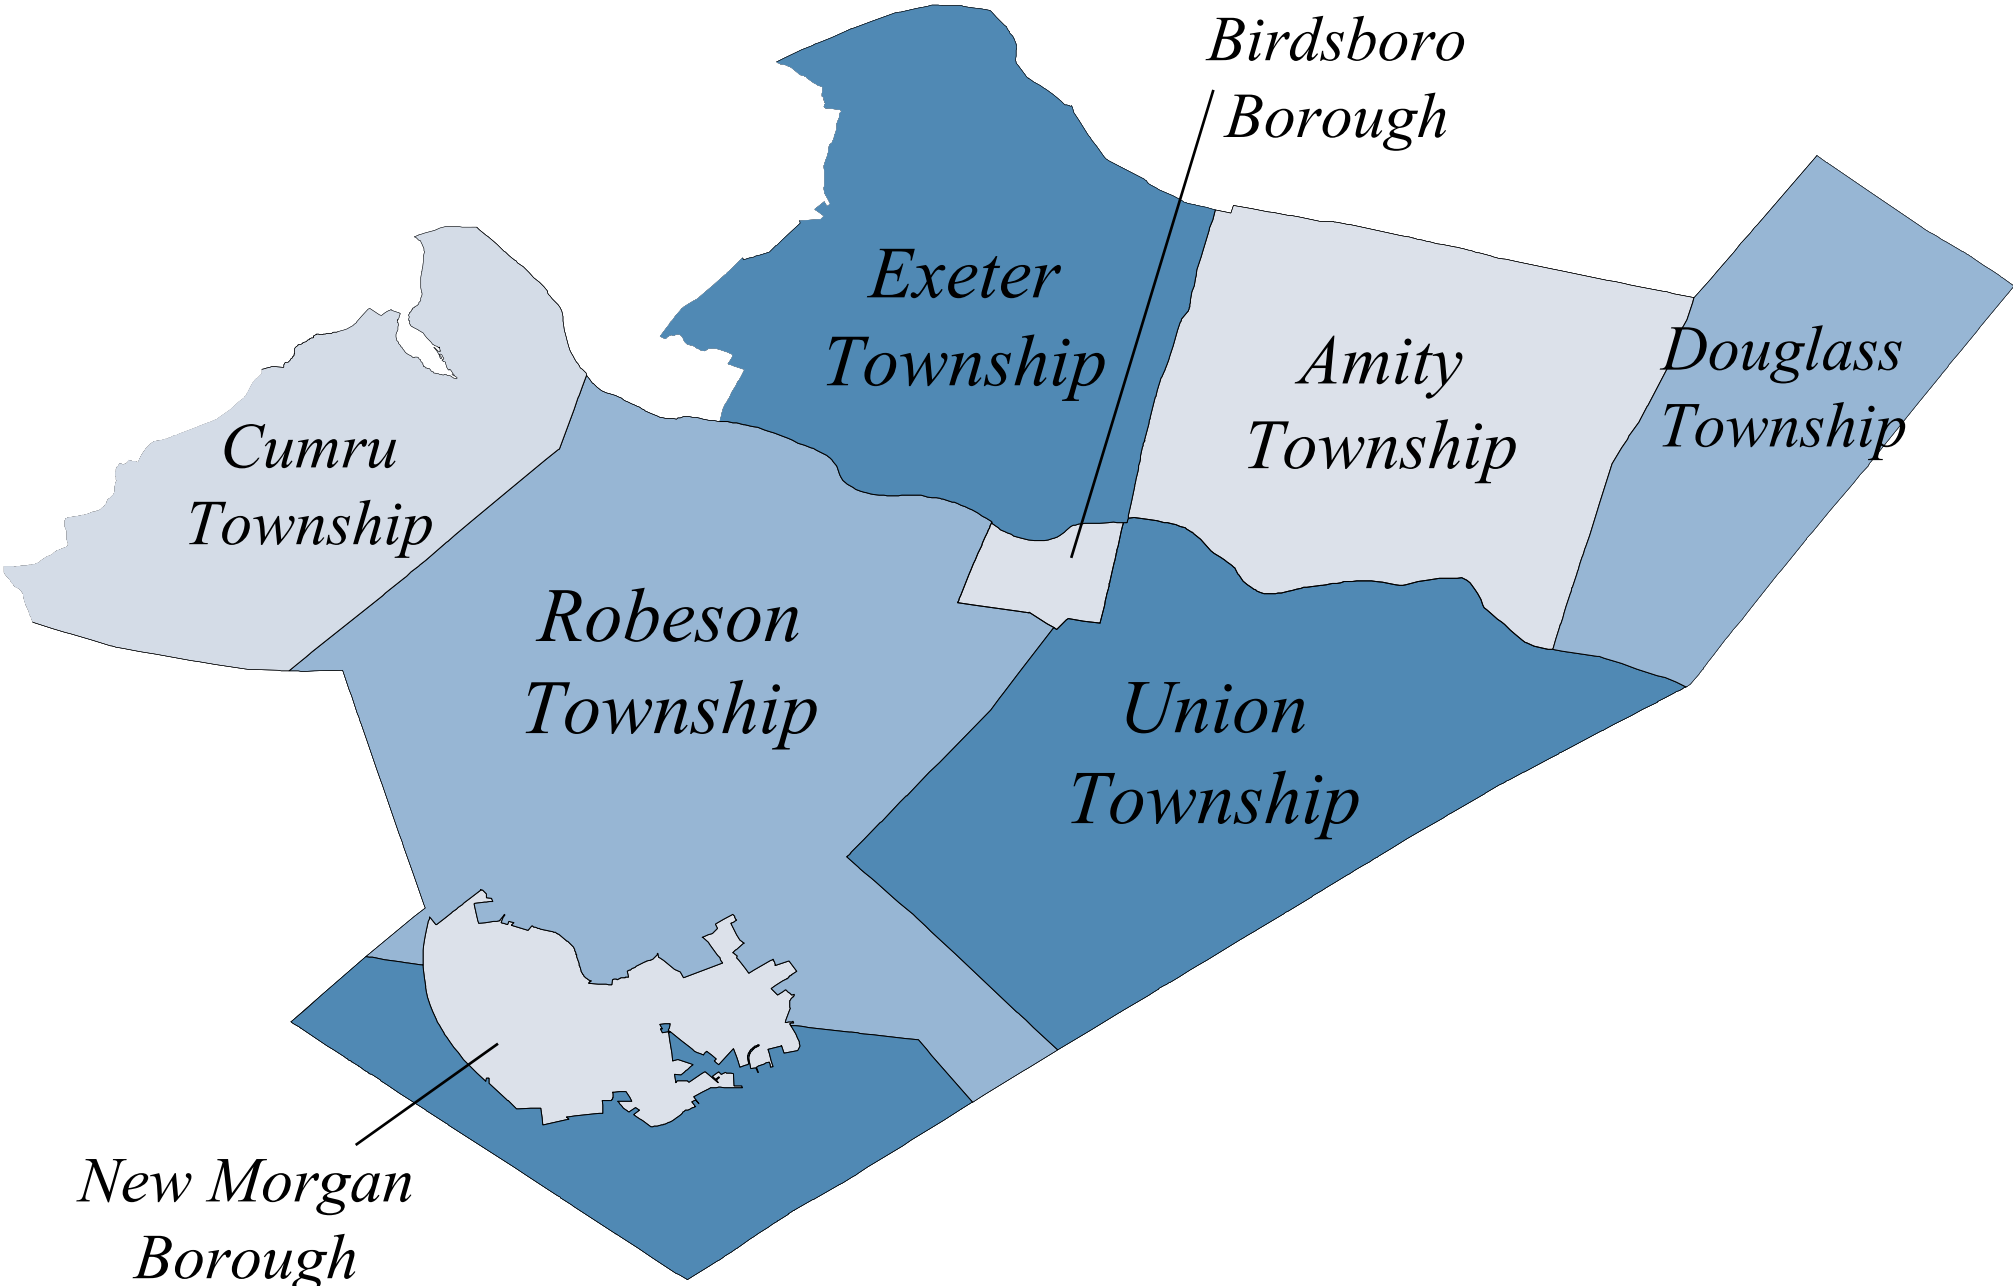 Birdsboro
Borough
Exeter
Township
Amity
Township
Douglass
Township
Cumru
Township
Robeson
Township
Union
Township
New Morgan
Borough